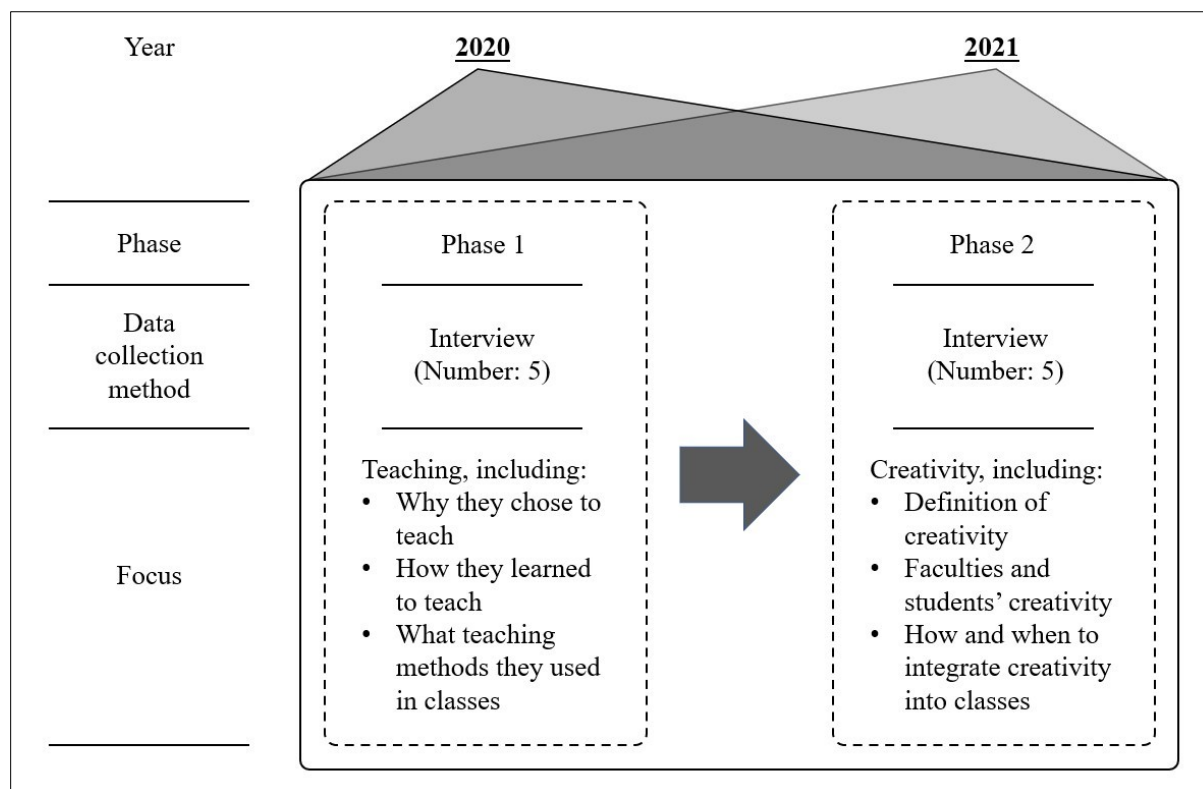 Year
2020
2021
Phase
Phase 1
Phase 2
Data
collection
method
Interview
(Number: 5)
Interview
(Number: 5)
Focus
Teaching, including:
• Why they chose to
teach
• How they learned
to teach
• What teaching
methods they used
in classes
Creativity, including:
• Definition of
creativity
• Faculties and
students’ creativity
• How and when to
integrate creativity
into classes